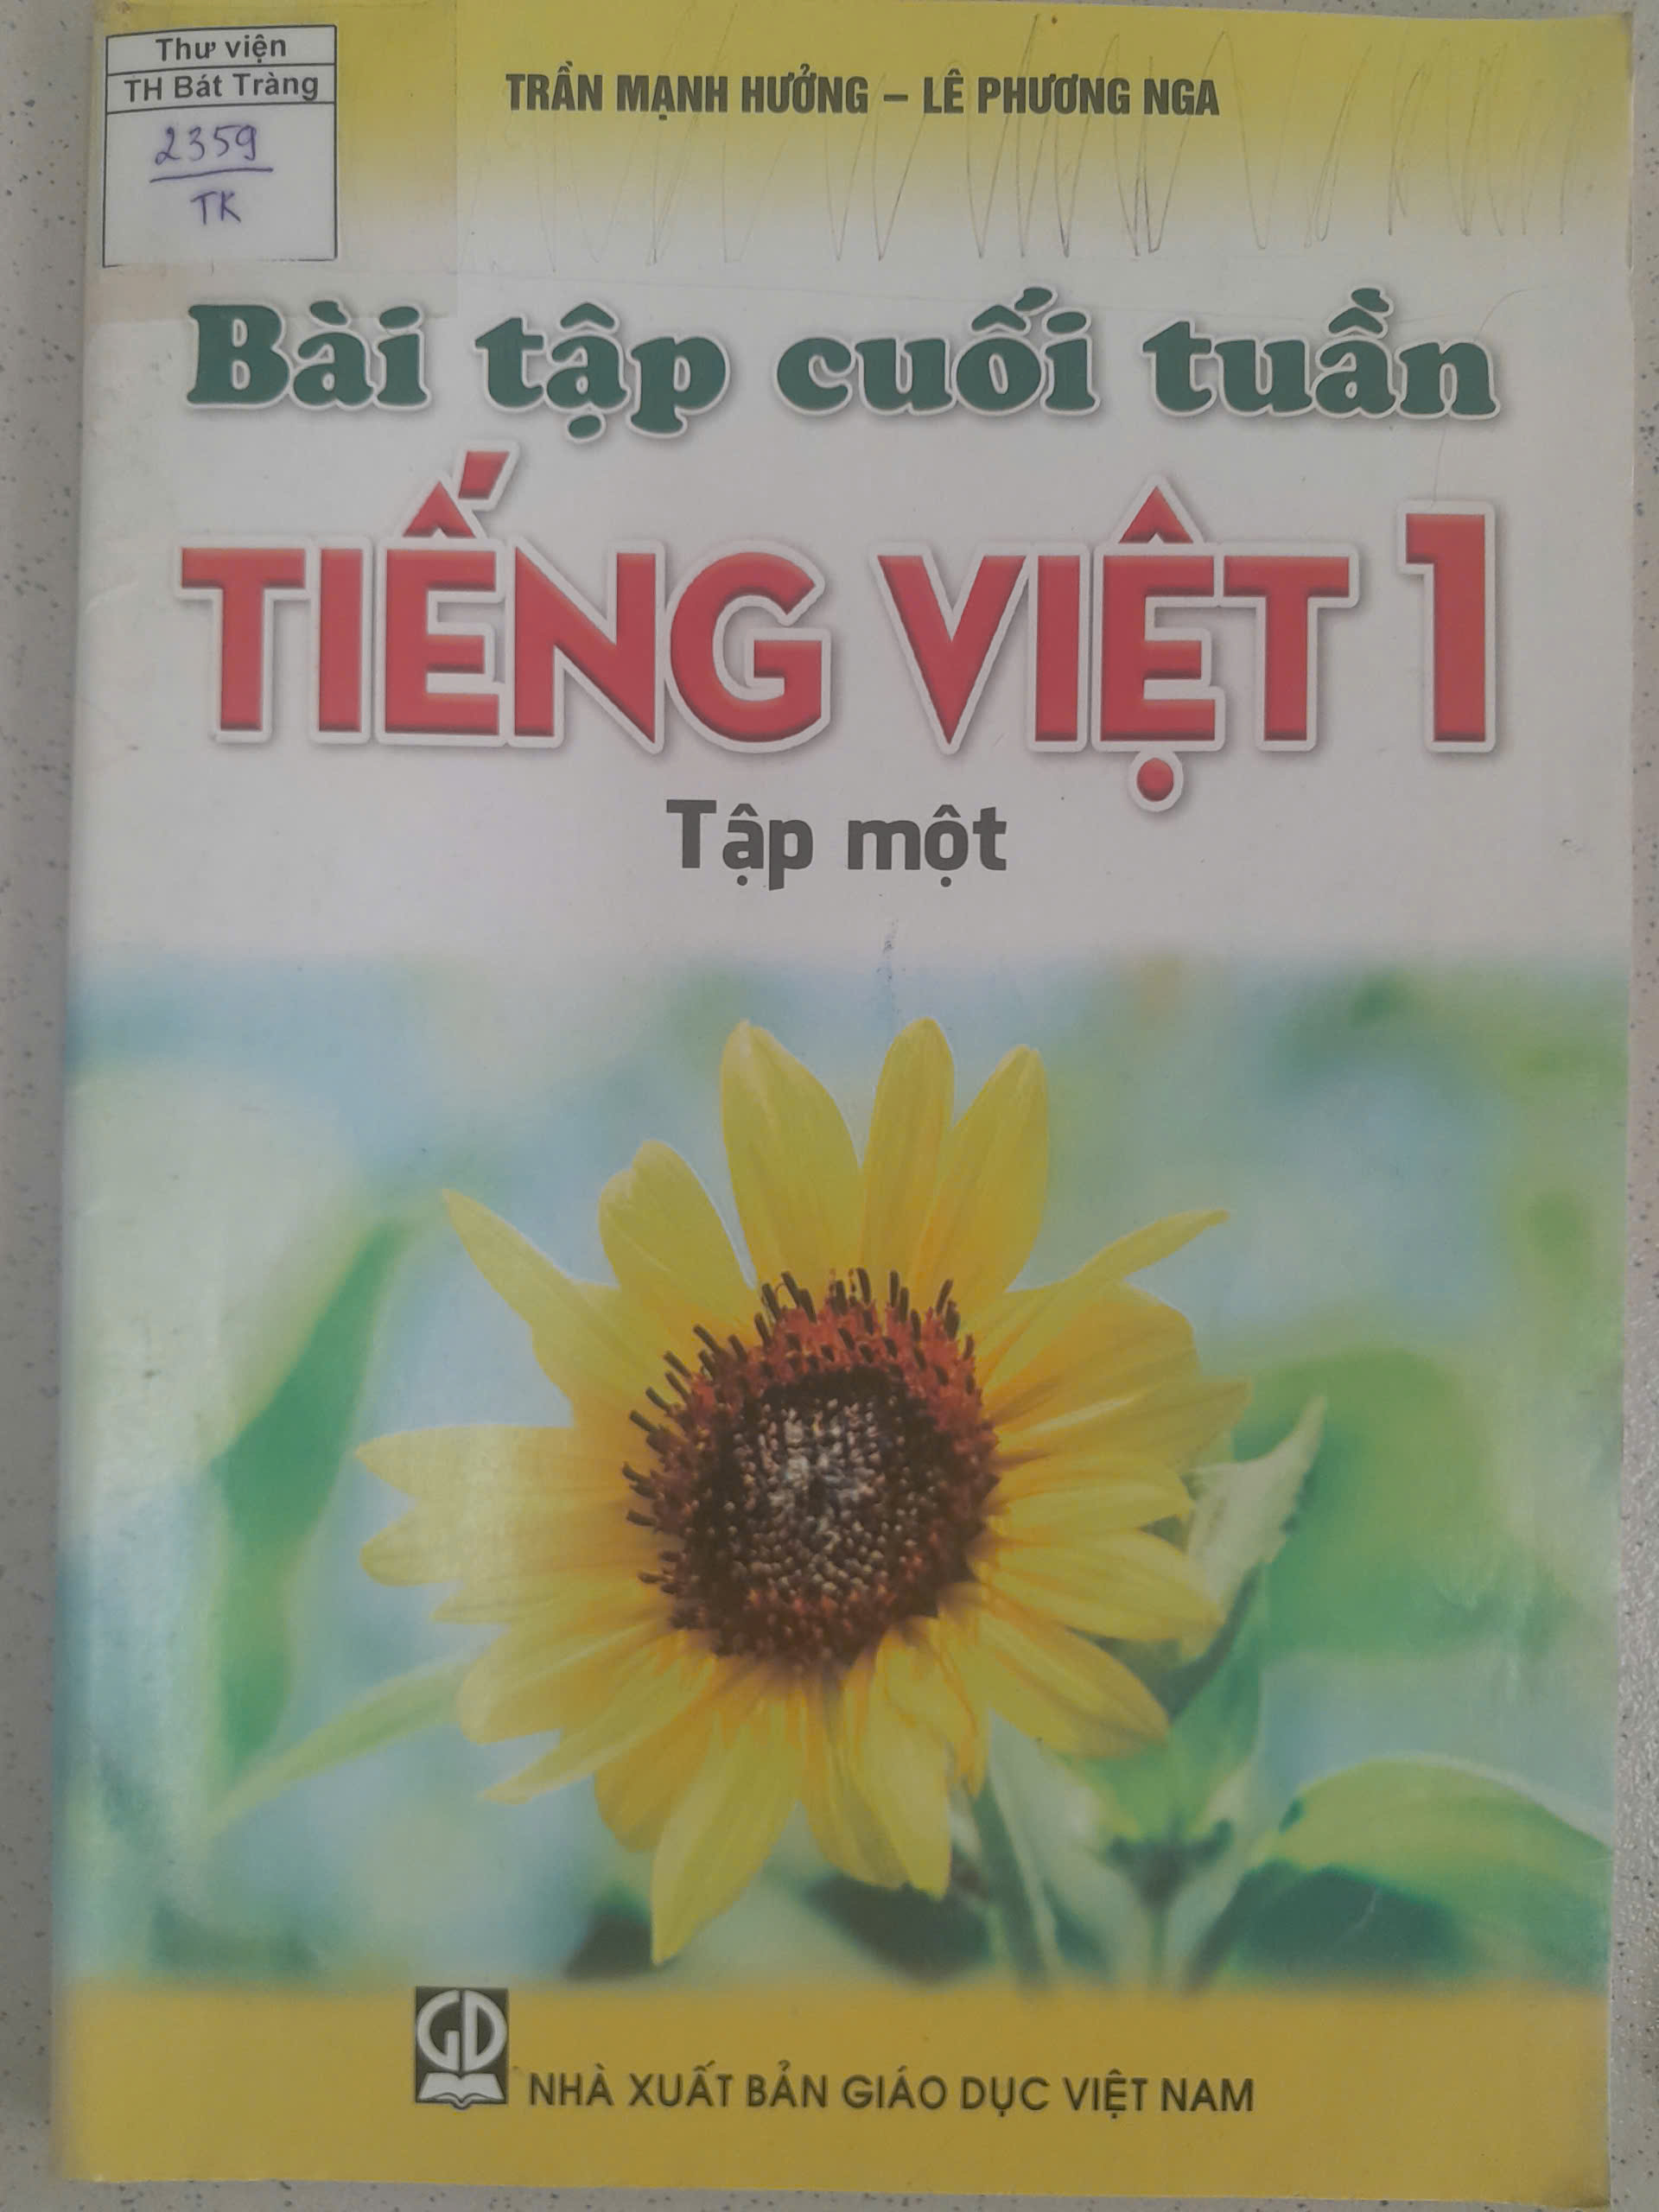 Thư viện
TH Bát Tràng
2359
TK
TRẦN MẠNH HƯỞNG – LÊ PHƯƠNG NGA
Bài tập cuối tuần
TIẾNG VIỆT 1
Tập một
GD
NHÀ XUẤT BẢN GIÁO DỤC VIỆT NAM